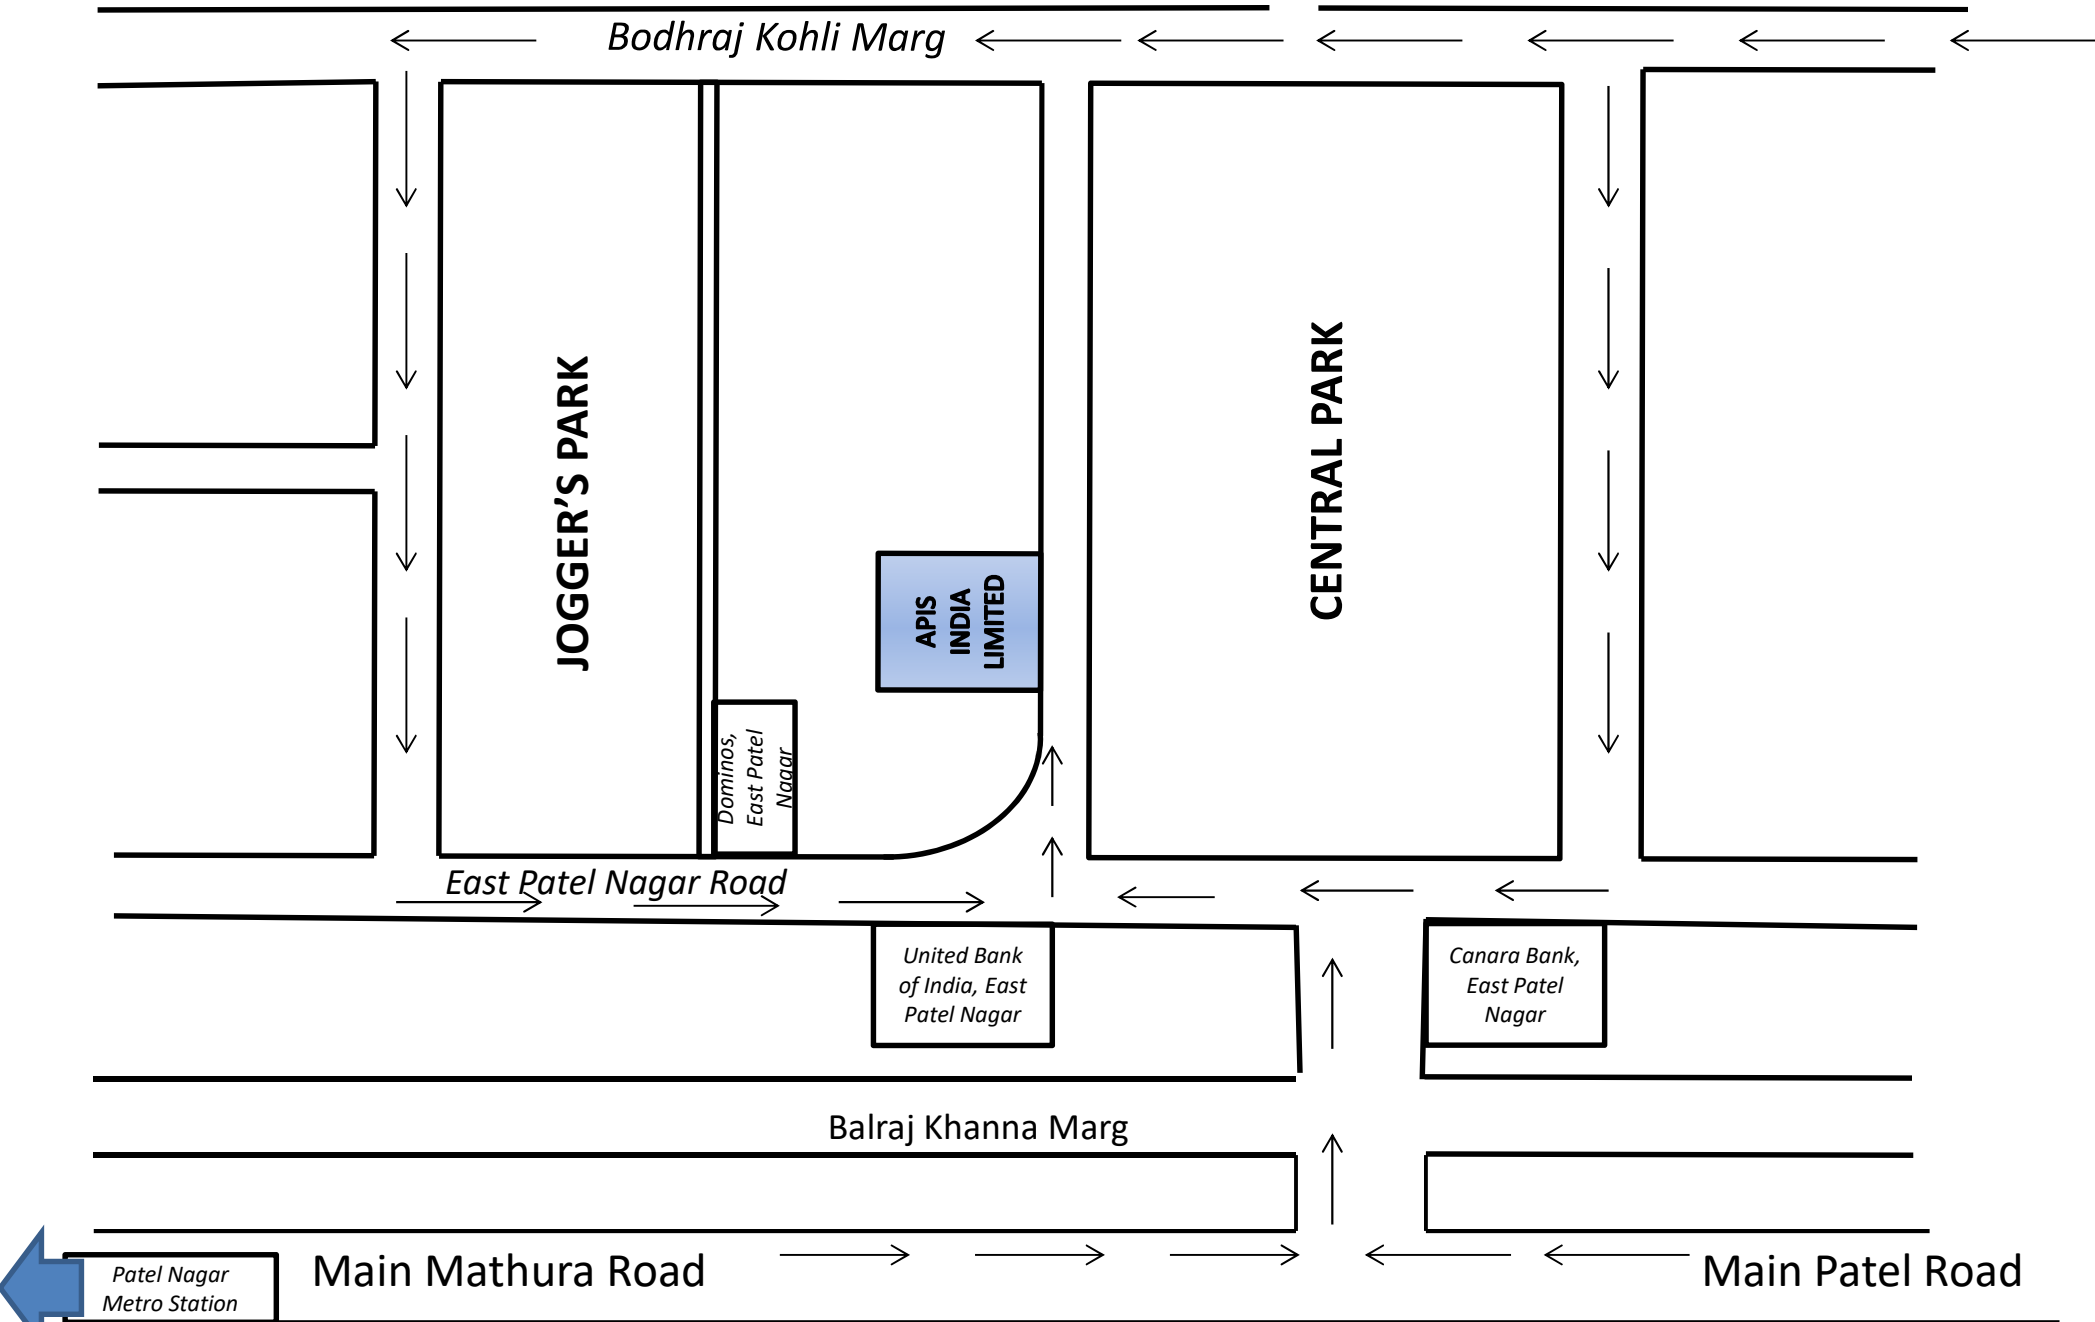 Bodhraj Kohli Marg
JOGGER'S PARK
CENTRAL PARK
APIS
INDIA
LIMITED
Dominos,
East Patel
Nagar
East Patel Nagar Road
United Bank
of India, East
Patel Nagar
Canara Bank,
East Patel
Nagar
Balraj Khanna Marg
Main Mathura Road
Main Patel Road
Patel Nagar
Metro Station